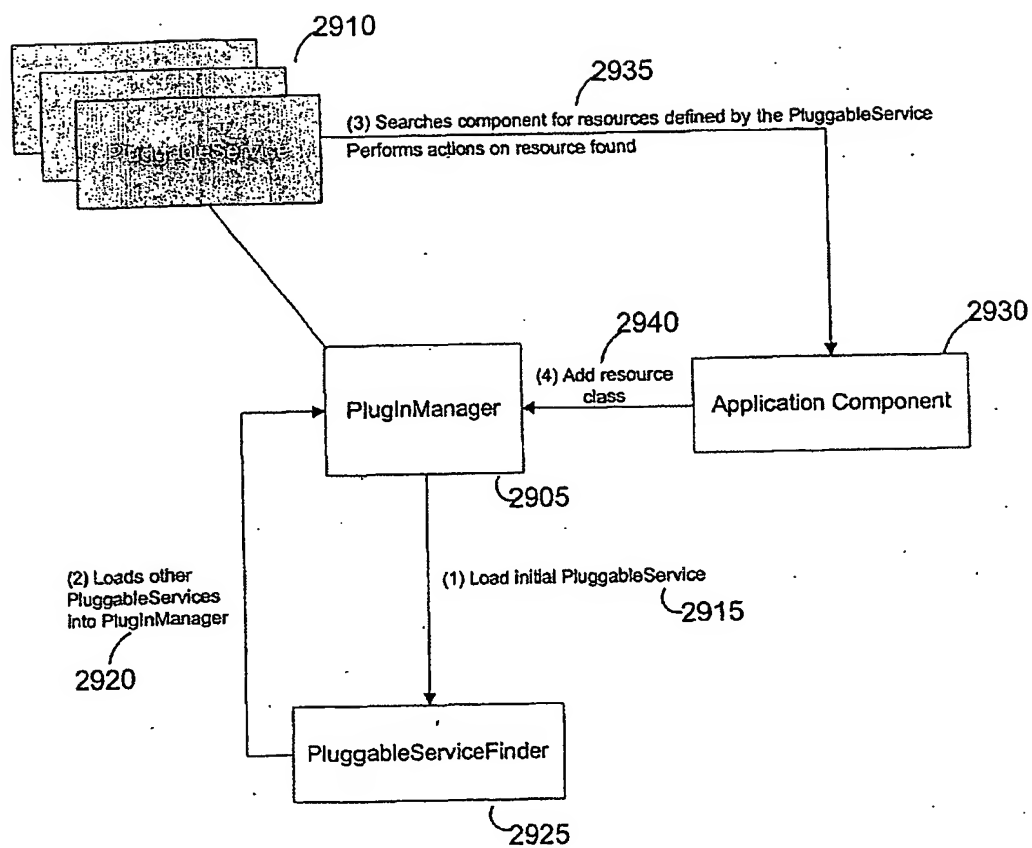 2910
2935
(3) Searches component for resources defined by the PluggableService
Performs actions on resource found
PluggableService
2940
2930
(4) Add resource
class
PlugInManager
Application Component
2905
(2) Loads other
PluggableServices
into PlugInManager
(1) Load initial PluggableService
2915
2920
PluggableServiceFinder
2925